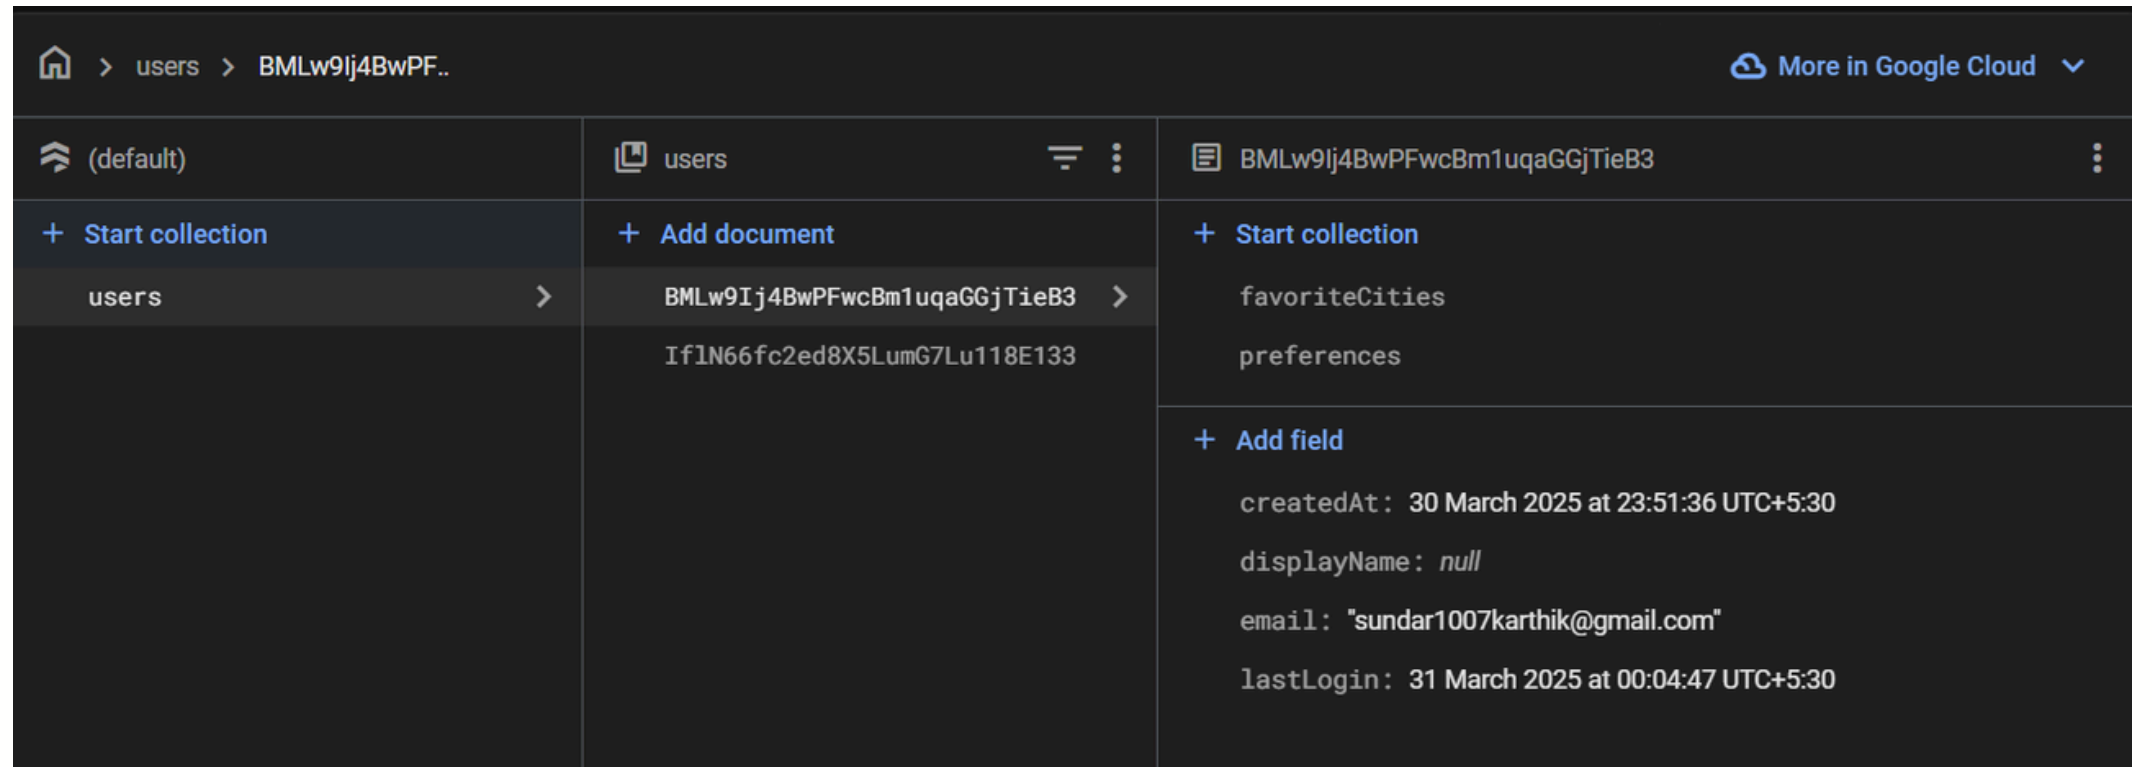 users BMLw9Ij4BwPF..
More in Google Cloud
(default)
Start collection
users
users
Add document
BMLw9Ij4BwPFwcBm1uqaGGjTieB3
IflN66fc2ed8X5LumG7Lu118E133
BMLw9Ij4BwPFwcBm1uqaGGjTieB3
Start collection
favoriteCities
preferences
Add field
createdAt: 30 March 2025 at 23:51:36 UTC+5:30
displayName: null
email: "sundar1007karthik@gmail.com"
lastLogin: 31 March 2025 at 00:04:47 UTC+5:30